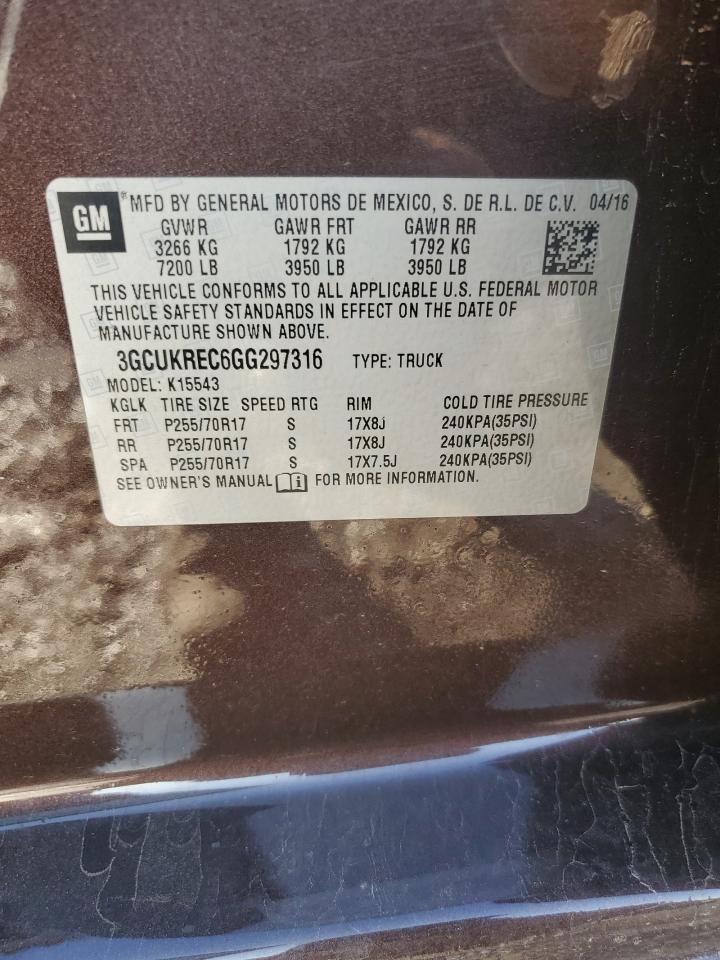 GM
MFD BY GENERAL MOTORS DE MEXICO, S. DE R.L. DE C.V. 04/16
GVWR GAWR FRT GAWR RR
3266 KG 1792 KG 1792 KG
7200 LB 3950 LB 3950 LB
THIS VEHICLE CONFORMS TO ALL APPLICABLE U.S. FEDERAL MOTOR
VEHICLE SAFETY STANDARDS IN EFFECT ON THE DATE OF
MANUFACTURE SHOWN ABOVE.
3GCUKREC6GG297316 TYPE: TRUCK
MODEL: K15543
KGLK TIRE SIZE SPEED RTG RIM COLD TIRE PRESSURE
FRT P255/70R17 S 17X8J 240KPA(35PSI)
RR P255/70R17 S 17X8J 240KPA(35PSI)
SPA P255/70R17 S 17X7.5J 240KPA(35PSI)
SEE OWNER'S MANUAL i FOR MORE INFORMATION.